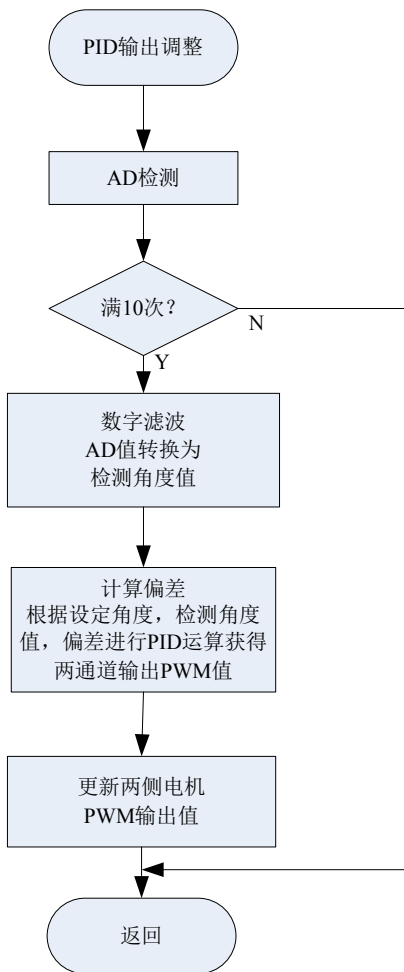 PID输出调整
AD检测
满10次？
N
Y
数字滤波
AD值转换为
检测角度值
计算偏差
根据设定角度，检测角度
值，偏差进行PID运算获得
两通道输出PWM值
更新两侧电机
PWM输出值
返回